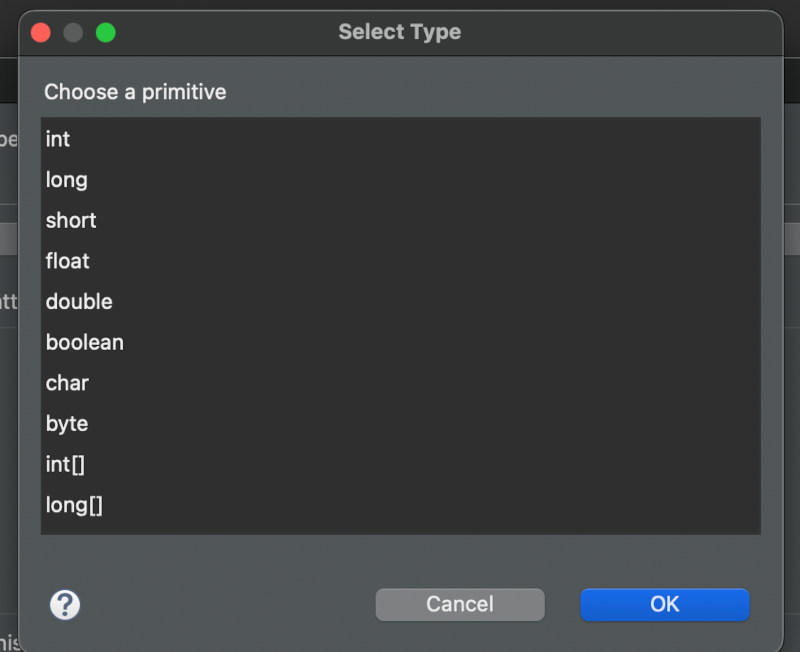 Select Type
Choose a primitive
int
long
short
float
double
boolean
char
byte
int[]
long[]
?
Cancel
OK